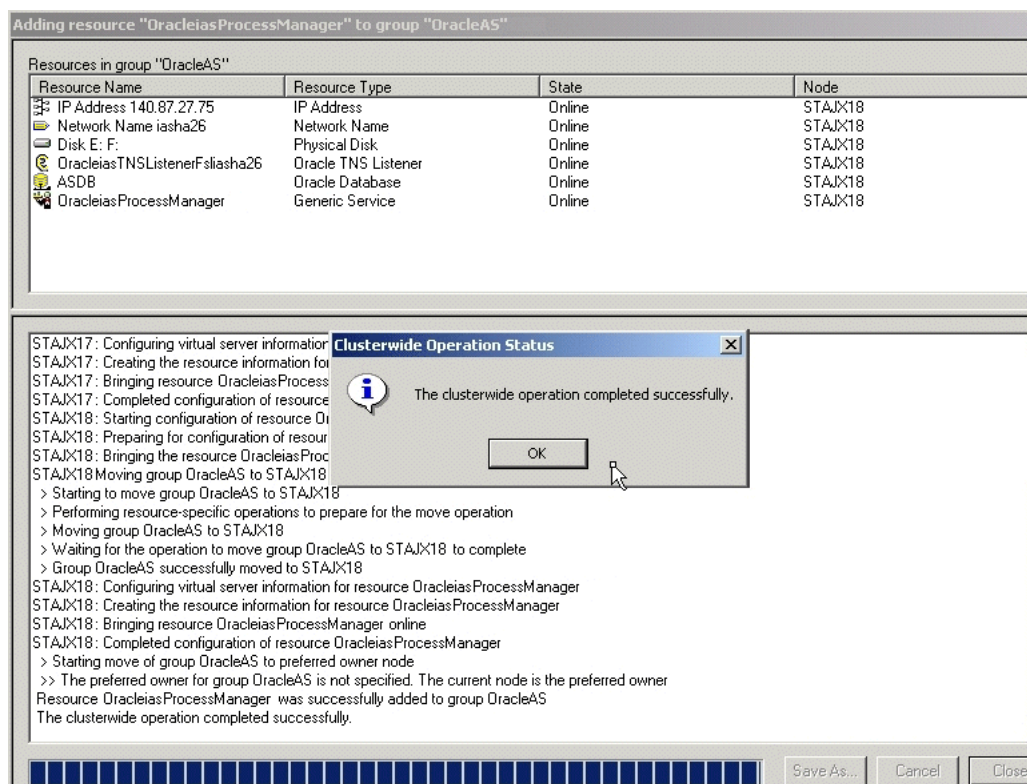 Adding resource "OracleiasProcessManager" to group "OracleAS"
Resources in group "OracleAS"
Resource Name Resource Type State Node
IP Address 140.87.27.75 IP Address Online STAJX18
Network Name iasha26 Network Name Online STAJX18
Disk E: F: Physical Disk Online STAJX18
OracleiasTNSListenerFsliasha26 Oracle TNS Listener Online STAJX18
ASDB Oracle Database Online STAJX18
OracleiasProcessManager Generic Service Online STAJX18
STAJX17: Configuring virtual server information
STAJX17: Creating the resource information fo
STAJX17: Bringing resource OracleiasProcess
STAJX17: Completed configuration of resource
STAJX18: Starting configuration of resource Or
STAJX18: Preparing for configuration of resour
STAJX18: Bringing the resource OracleiasProc
STAJX18Moving group OracleAS to STAJX18
Clusterwide Operation Status
The clusterwide operation completed successfully.
OK
> Starting to move group OracleAS to STAJX18
> Performing resource-specific operations to prepare for the move operation
> Moving group OracleAS to STAJX18
> Waiting for the operation to move group OracleAS to STAJX18 to complete
> Group OracleAS successfully moved to STAJX18
STAJX18: Configuring virtual server information for resource OracleiasProcessManager
STAJX18: Creating the resource information for resource OracleiasProcessManager
STAJX18: Bringing resource OracleiasProcessManager online
STAJX18: Completed configuration of resource OracleiasProcessManager
> Starting move of group OracleAS to preferred owner node
>> The preferred owner for group OracleAS is not specified. The current node is the preferred owner
Resource OracleiasProcessManager was successfully added to group OracleAS
The clusterwide operation completed successfully.
Save As... Cancel Close